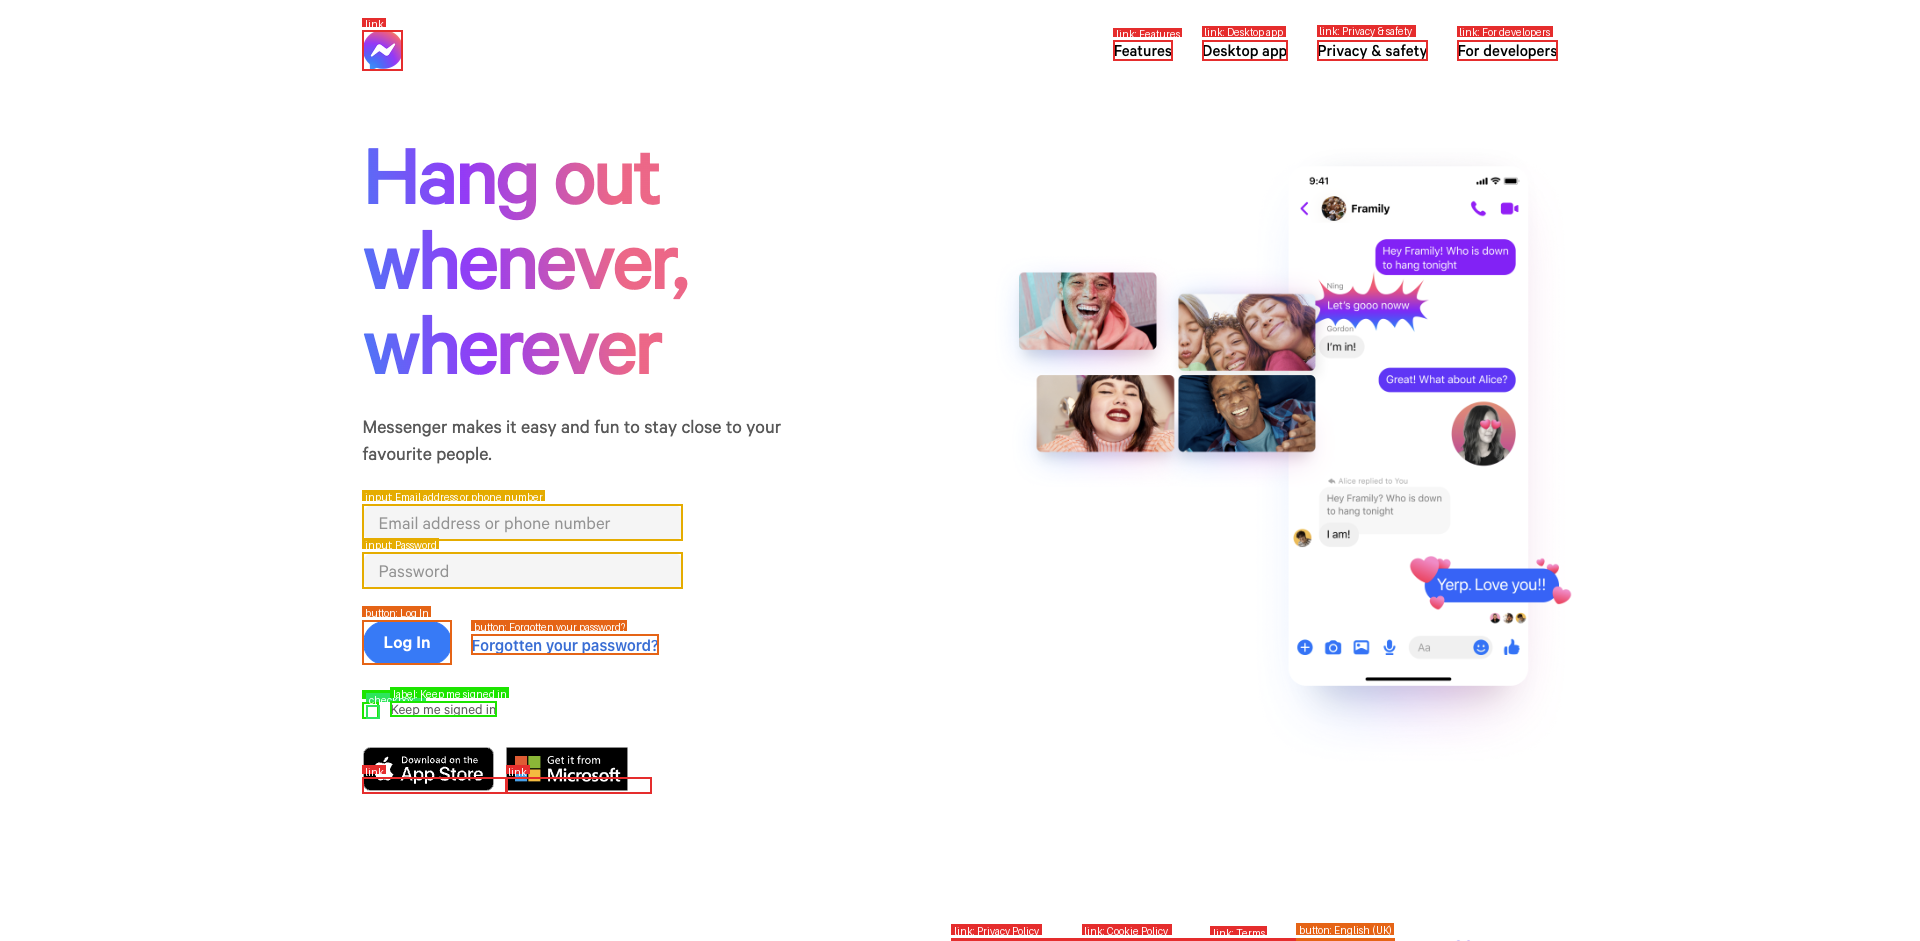 link
link: Features
link: Desktop app
link: Privacy & safety
link: For developers
Features
Desktop app
Privacy & safety
For developers
Hang out
whenever,
wherever
Messenger makes it easy and fun to stay close to your
favourite people.
input: Email address or phone number
Email address or phone number
input: Password
Password
button: Log In
Log In
button: Forgotten your password?
Forgotten your password?
label: Keep me signed in
Keep me signed in
Download on the
App Store
link
Get it from
Microsoft
link
9:41
Framily
Hey Framily! Who is down
to hang tonight
Ning
Let's gooo noww
Gordon
I'm in!
Great! What about Alice?
Alice replied to You
Hey Framily? Who is down
to hang tonight
I am!
Yerp. Love you!!
Aa
link: Privacy Policy
link: Cookie Policy
link: Terms
button: English (UK)